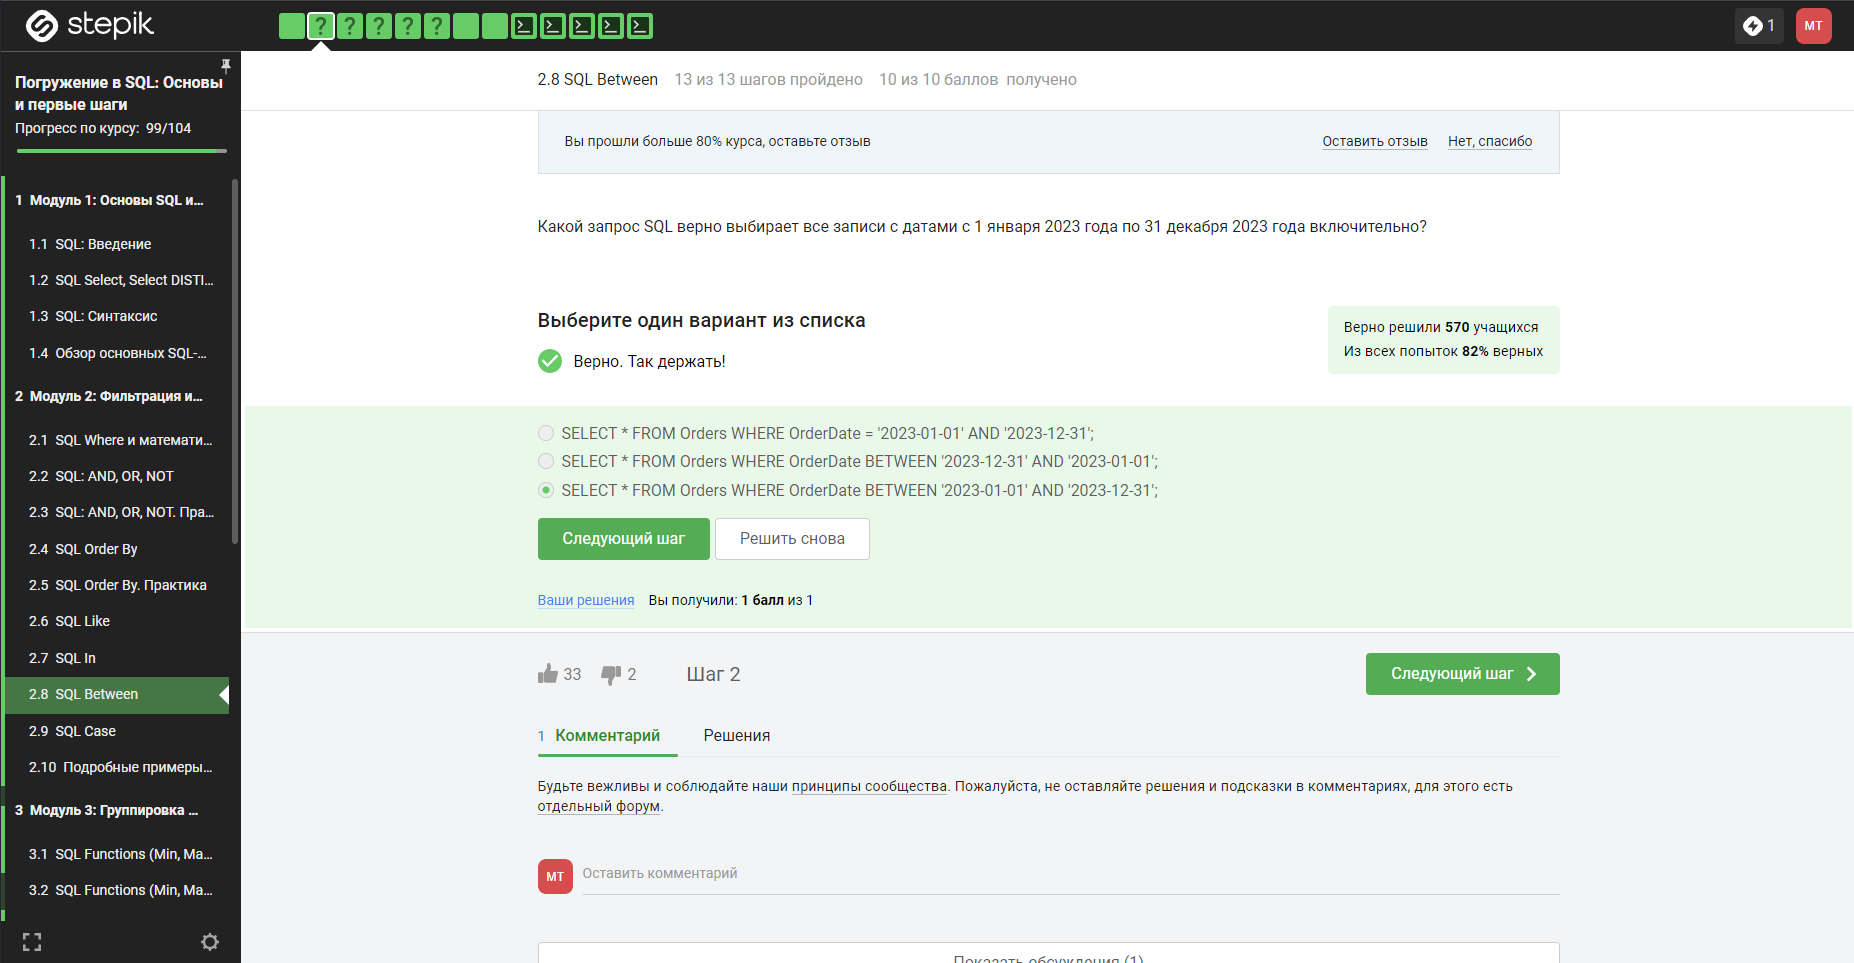 stepik
1
MT
Погружение в SQL: Основы
и первые шаги
Прогресс по курсу: 99/104
1 Модуль 1: Основы SQL и...
1.1 SQL: Введение
1.2 SQL Select, Select DISTI...
1.3 SQL: Синтаксис
1.4 Обзор основных SQL-...
2 Модуль 2: Фильтрация и...
2.1 SQL Where и математи...
2.2 SQL: AND, OR, NOT
2.3 SQL: AND, OR, NOT. Пра...
2.4 SQL Order By
2.5 SQL Order By. Практика
2.6 SQL Like
2.7 SQL In
2.8 SQL Between
2.9 SQL Case
2.10 Подробные примеры...
3 Модуль 3: Группировка ...
3.1 SQL Functions (Min, Ma...
3.2 SQL Functions (Min, Ma...
2.8 SQL Between 13 из 13 шагов пройдено 10 из 10 баллов получено
Вы прошли больше 80% курса, оставьте отзыв
Оставить отзыв Нет, спасибо
Какой запрос SQL верно выбирает все записи с датами с 1 января 2023 года по 31 декабря 2023 года включительно?
Выберите один вариант из списка
Верно. Так держать!
Верно решили 570 учащихся
Из всех попыток 82% верных
SELECT * FROM Orders WHERE OrderDate = '2023-01-01' AND '2023-12-31';
SELECT * FROM Orders WHERE OrderDate BETWEEN '2023-12-31' AND '2023-01-01';
SELECT * FROM Orders WHERE OrderDate BETWEEN '2023-01-01' AND '2023-12-31';
Следующий шаг Решить снова
Ваши решения Вы получили: 1 балл из 1
33 2 Шаг 2
Следующий шаг
1 Комментарий Решения
Будьте вежливы и соблюдайте наши принципы сообщества. Пожалуйста, не оставляйте решения и подсказки в комментариях, для этого есть
отдельный форум.
MT Оставить комментарий
Показать обсуждения (1)